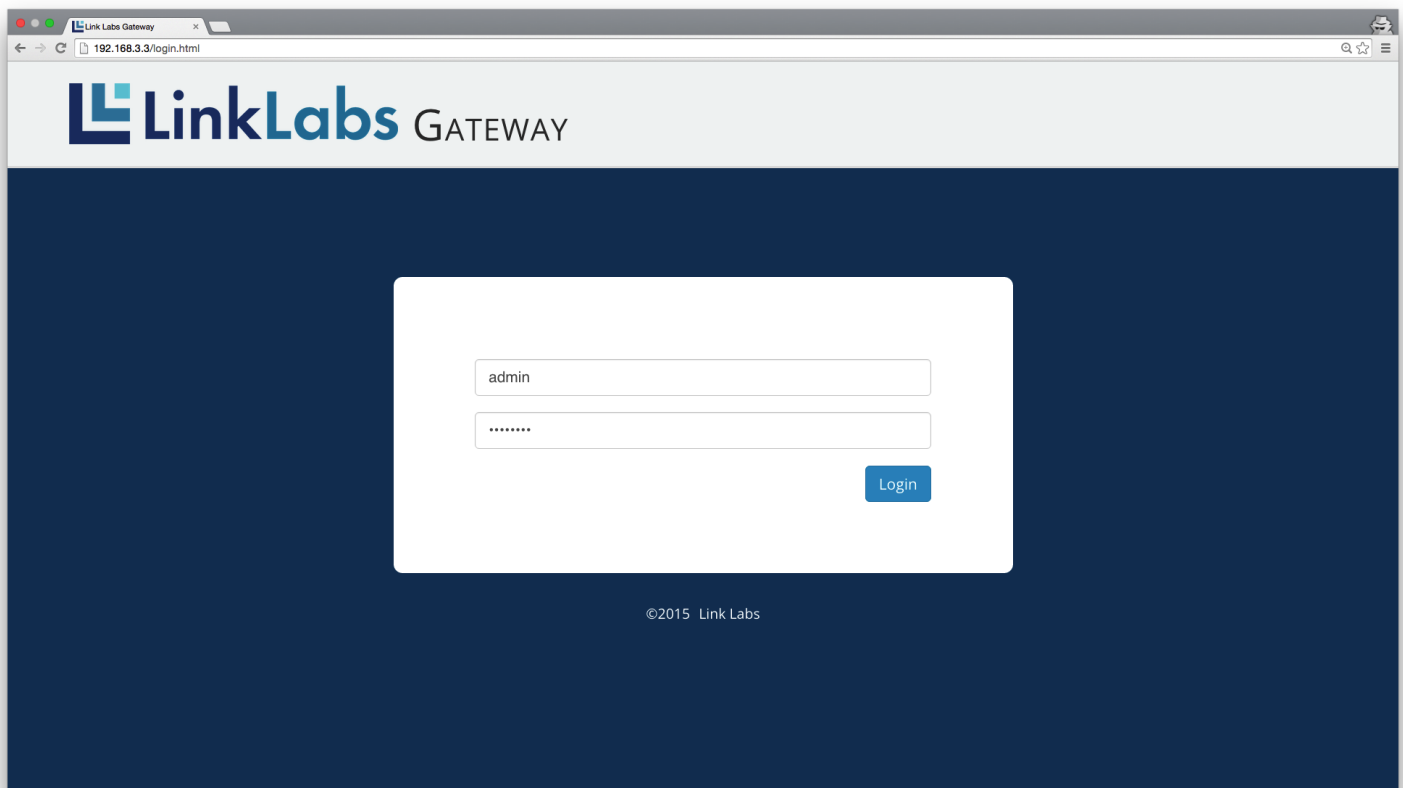 Link Labs Gateway
192.168.3.3/login.html
LinkLabs GATEWAY
admin
••••••••
Login
©2015 Link Labs